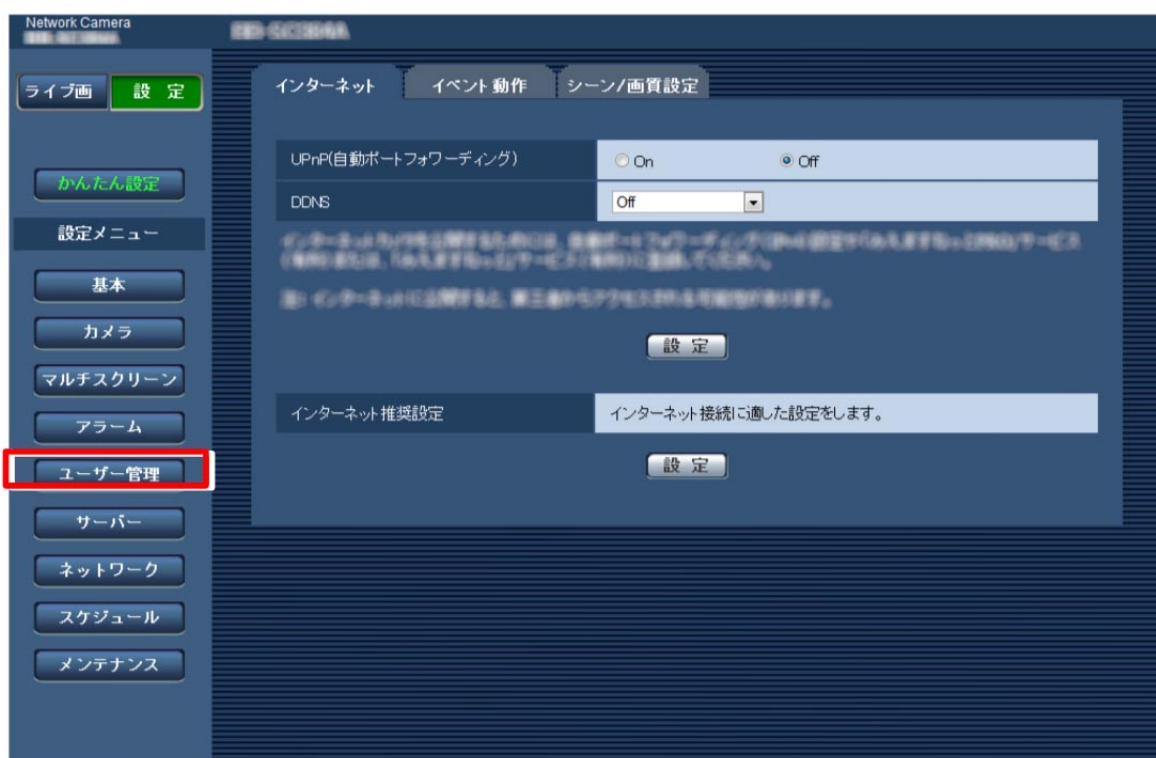 Network Camera
ライブ画
設 定
かんたん設定
設定メニュー
基本
カメラ
マルチスクリーン
アラーム
ユーザー管理
サーバー
ネットワーク
スケジュール
メンテナンス
インターネット
イベント動作
シーン/画質設定
UPnP(自動ポートフォワーディング)
On
Off
DDNS
Off
設 定
インターネット推奨設定
インターネット接続に適した設定をします。
設 定